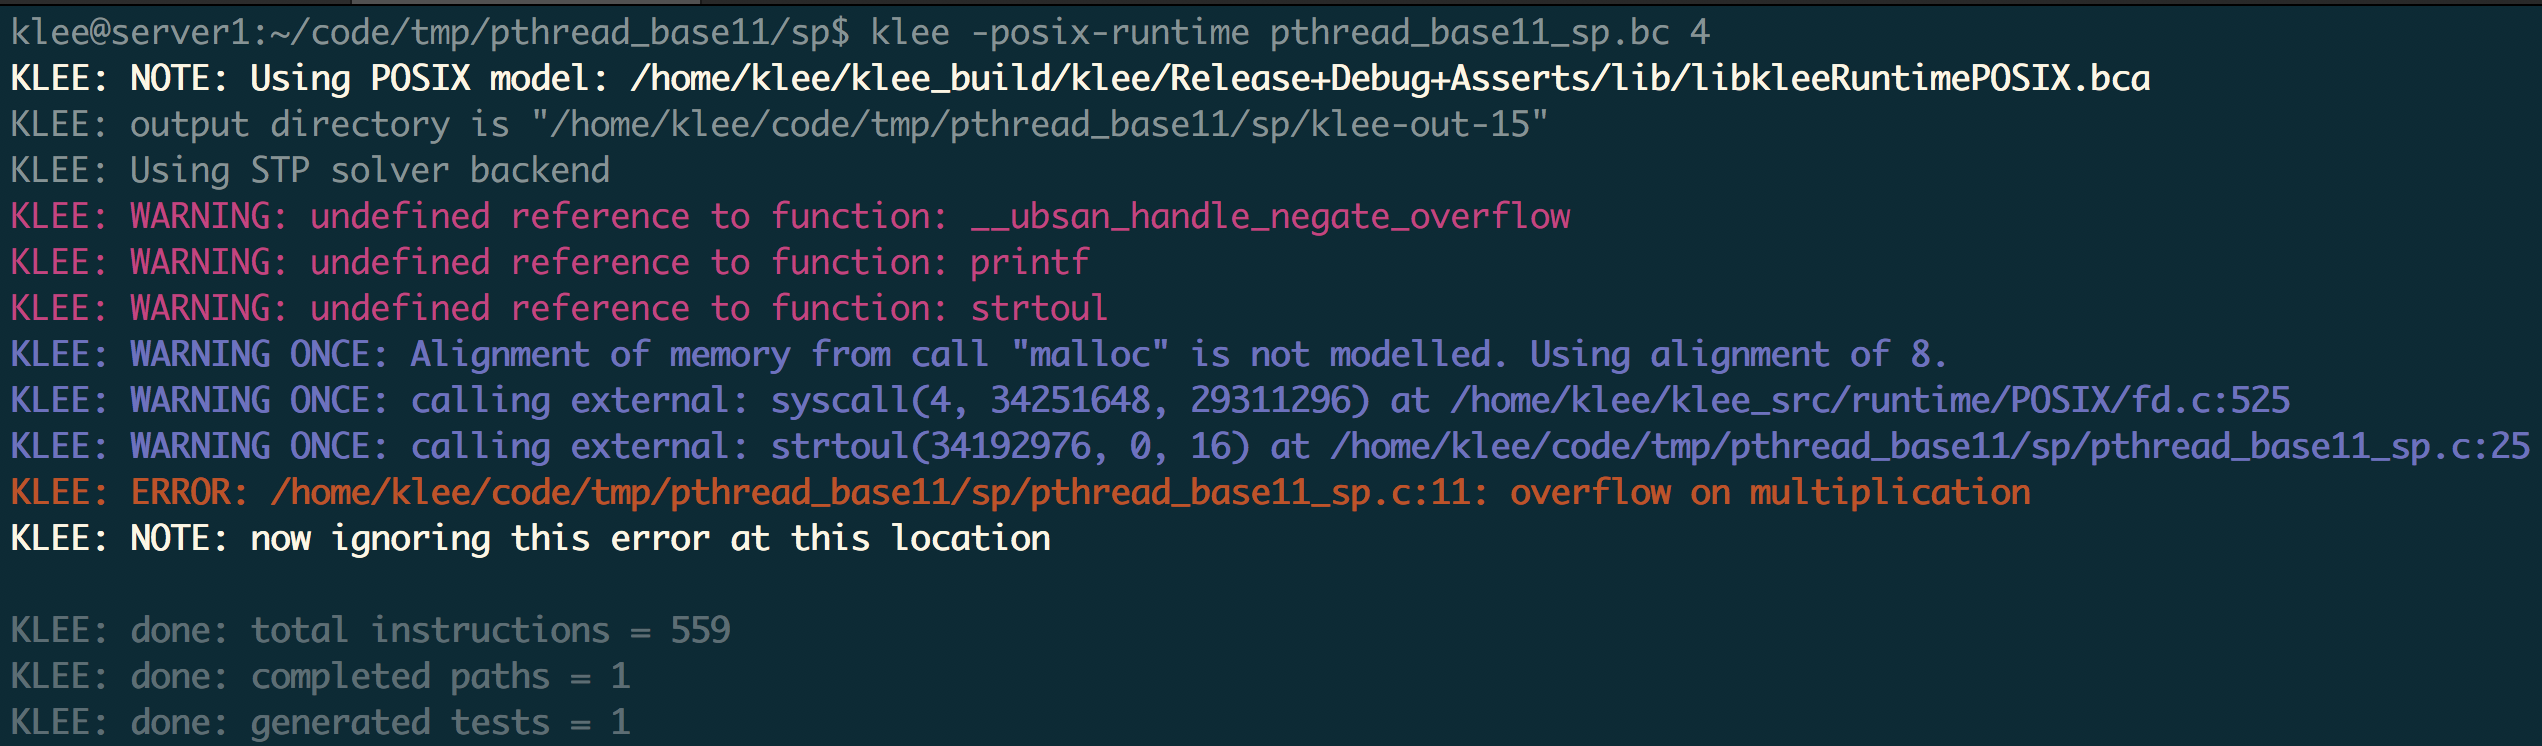 klee@server1:~/code/tmp/pthread_base11/sp$ klee -posix-runtime pthread_base11_sp.bc 4
KLEE: NOTE: Using POSIX model: /home/klee/klee_build/klee/Release+Debug+Asserts/lib/libkleeRuntimePOSIX.bca
KLEE: output directory is "/home/klee/code/tmp/pthread_base11/sp/klee-out-15"
KLEE: Using STP solver backend
KLEE: WARNING: undefined reference to function: __ubsan_handle_negate_overflow
KLEE: WARNING: undefined reference to function: printf
KLEE: WARNING: undefined reference to function: strtoul
KLEE: WARNING ONCE: Alignment of memory from call "malloc" is not modelled. Using alignment of 8.
KLEE: WARNING ONCE: calling external: syscall(4, 34251648, 29311296) at /home/klee/klee_src/runtime/POSIX/fd.c:525
KLEE: WARNING ONCE: calling external: strtoul(34192976, 0, 16) at /home/klee/code/tmp/pthread_base11/sp/pthread_base11_sp.c:25
KLEE: ERROR: /home/klee/code/tmp/pthread_base11/sp/pthread_base11_sp.c:11: overflow on multiplication
KLEE: NOTE: now ignoring this error at this location
KLEE: done: total instructions = 559
KLEE: done: completed paths = 1
KLEE: done: generated tests = 1